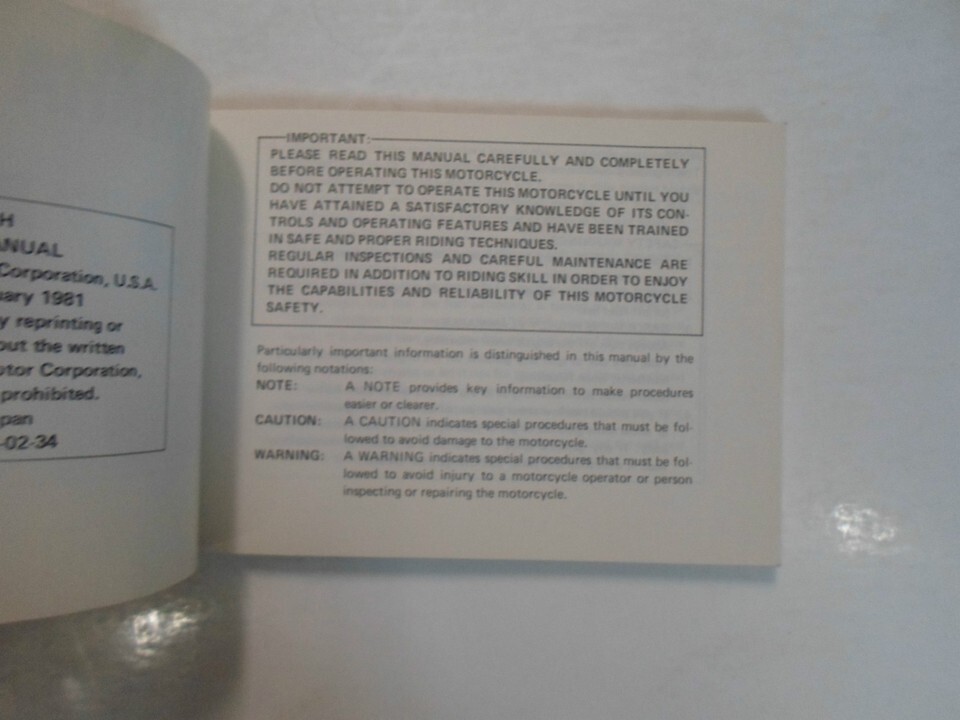 H
ANUAL
Corporation, U.S.A.
uary 1981
y reprinting or
out the written
otor Corporation,
prohibited.
pan
-02-34
IMPORTANT:
PLEASE READ THIS MANUAL CAREFULLY AND COMPLETELY
BEFORE OPERATING THIS MOTORCYCLE.
DO NOT ATTEMPT TO OPERATE THIS MOTORCYCLE UNTIL YOU
HAVE ATTAINED A SATISFACTORY KNOWLEDGE OF ITS CON-
TROLS AND OPERATING FEATURES AND HAVE BEEN TRAINED
IN SAFE AND PROPER RIDING TECHNIQUES.
REGULAR INSPECTIONS AND CAREFUL MAINTENANCE ARE
REQUIRED IN ADDITION TO RIDING SKILL IN ORDER TO ENJOY
THE CAPABILITIES AND RELIABILITY OF THIS MOTORCYCLE
SAFETY.
Particularly important information is distinguished in this manual by the
following notations:
NOTE: A NOTE provides key information to make procedures
easier or clearer.
CAUTION: A CAUTION indicates special procedures that must be fol-
lowed to avoid damage to the motorcycle.
WARNING: A WARNING indicates special procedures that must be fol-
lowed to avoid injury to a motorcycle operator or person
inspecting or repairing the motorcycle.